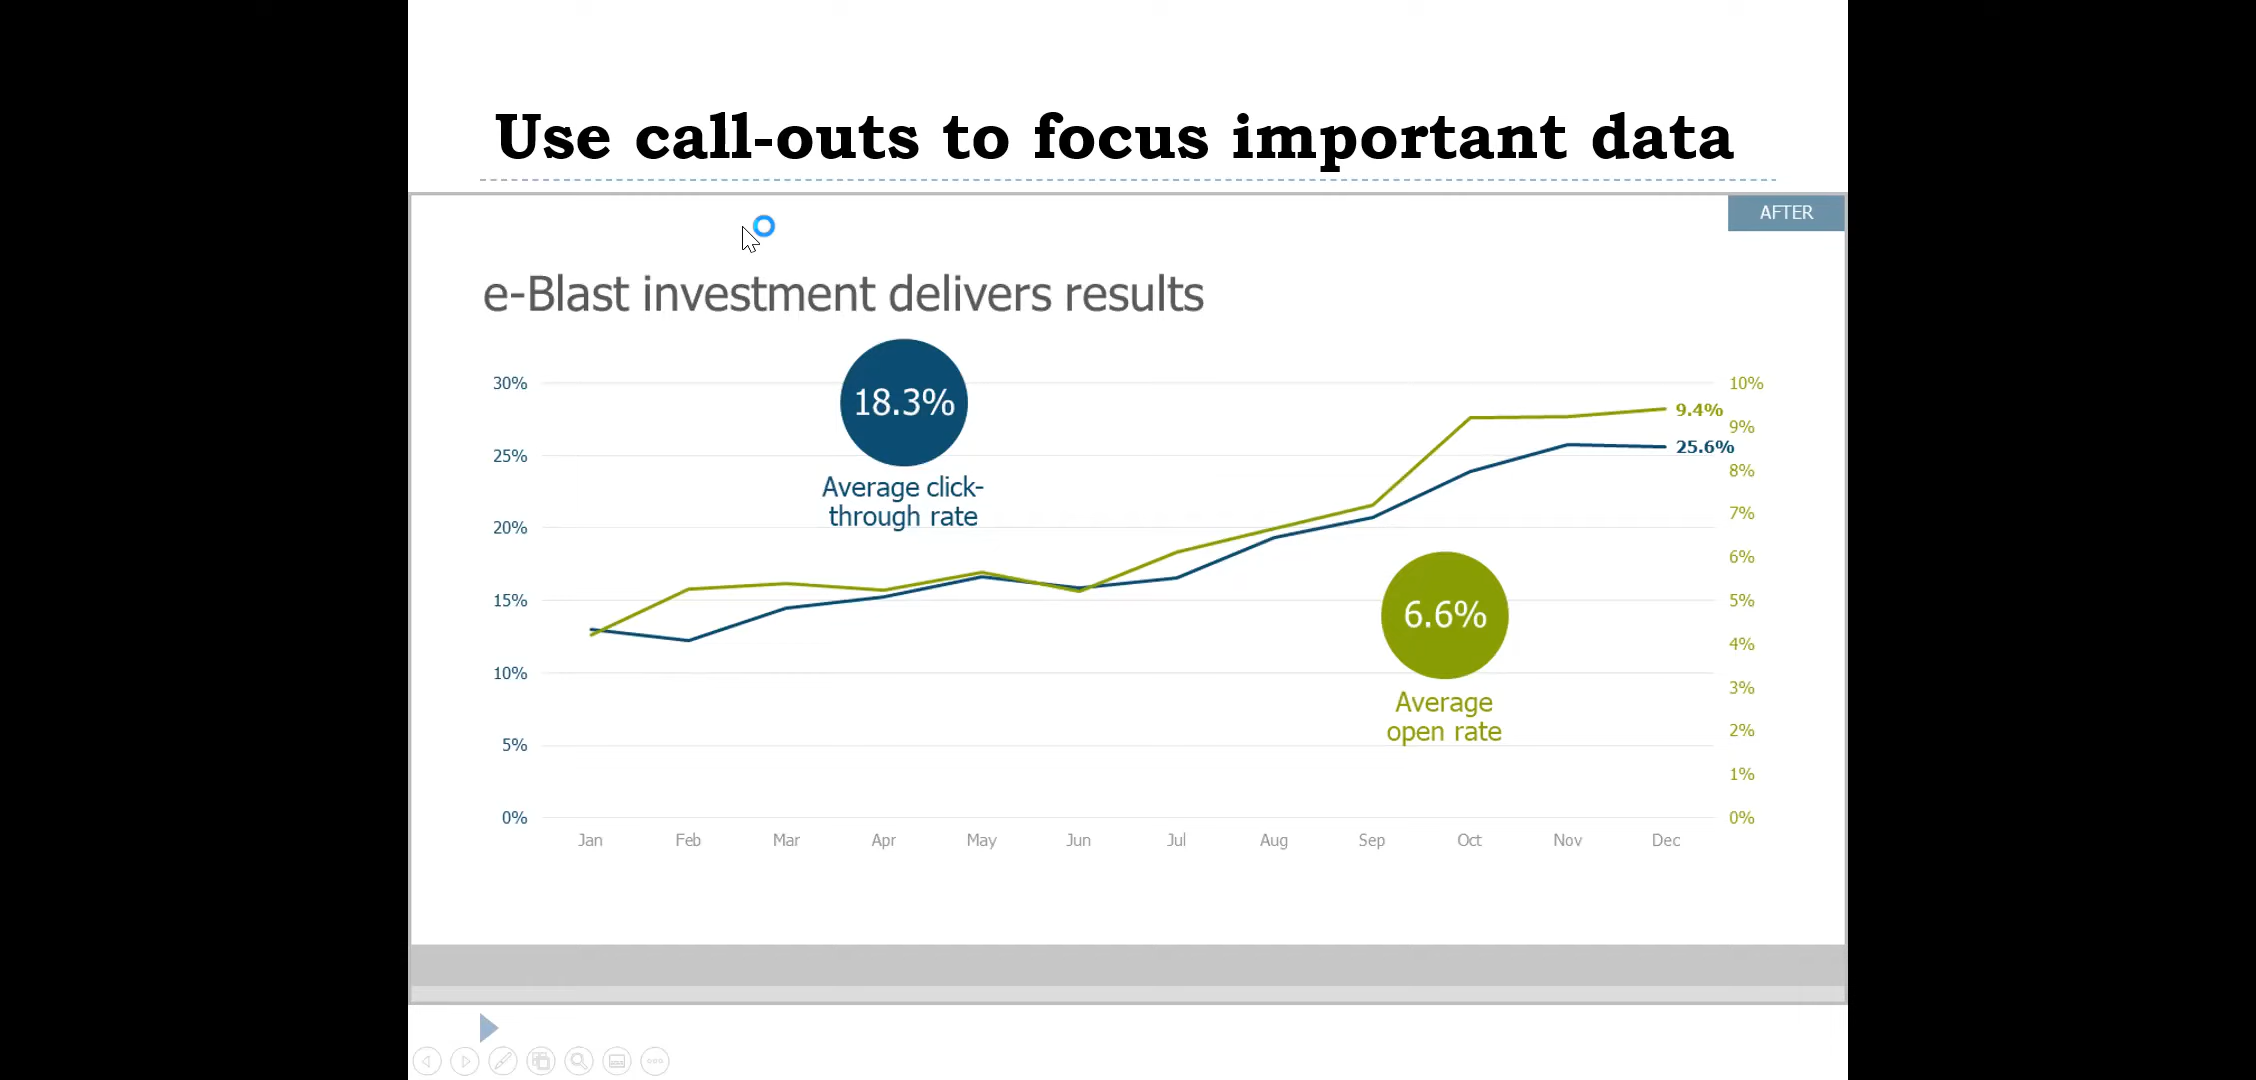 Use call-outs to focus important data
AFTER
e-Blast investment delivers results
18.3%
Average click-
through rate
6.6%
Average
open rate
30%
25%
20%
15%
10%
5%
0%
10%
9%
8%
7%
6%
5%
4%
3%
2%
1%
0%
9.4%
25.6%
Jan Feb Mar Apr May Jun Jul Aug Sep Oct Nov Dec